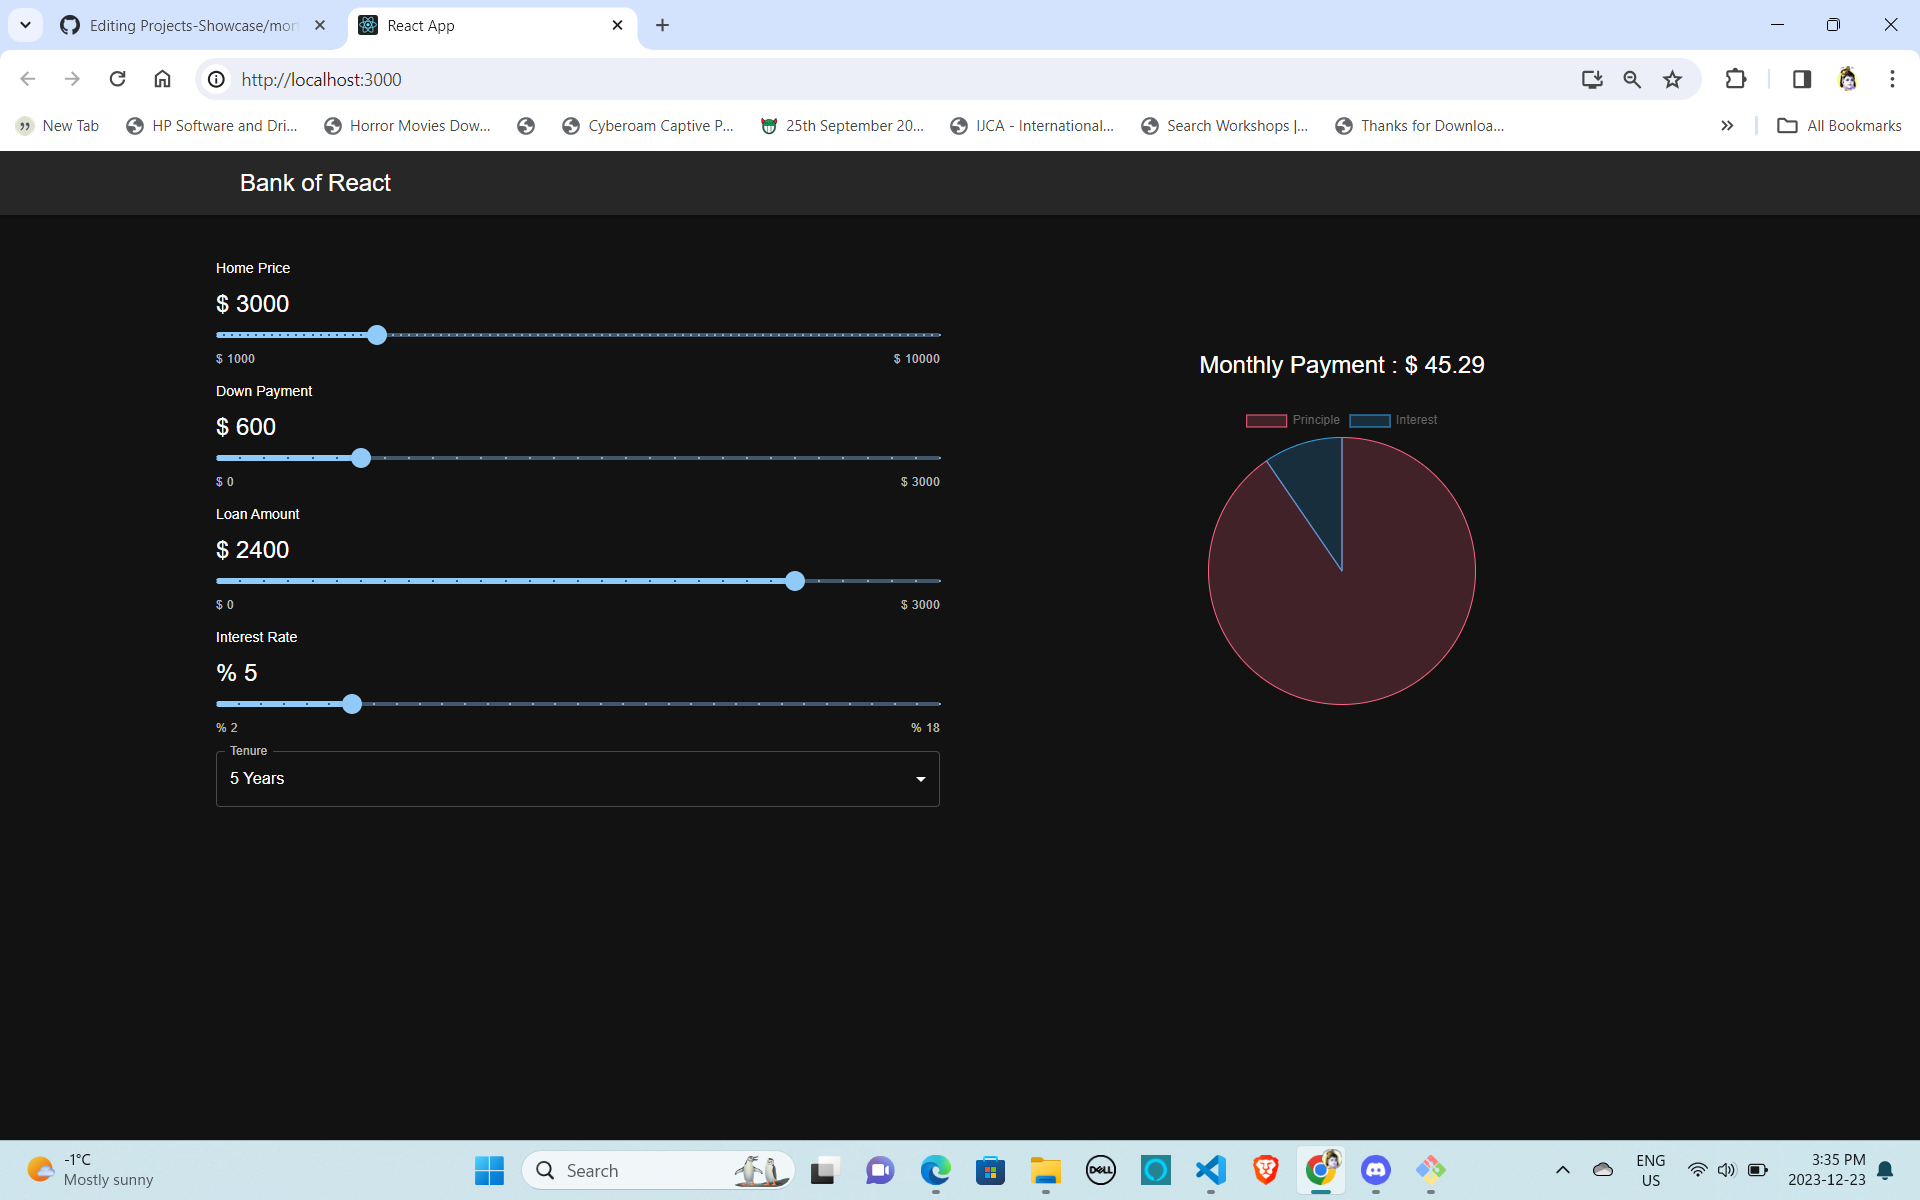 Editing Projects-Showcase/mor
React App
http://localhost:3000
New Tab
HP Software and Dri...
Horror Movies Dow...
Cyberoam Captive P...
25th September 20...
IJCA - International...
Search Workshops |...
Thanks for Downloa...
All Bookmarks
Bank of React
Home Price
$ 3000
$ 1000
$ 10000
Down Payment
$ 600
$ 0
$ 3000
Loan Amount
$ 2400
$ 0
$ 3000
Interest Rate
% 5
% 2
% 18
Tenure
5 Years
Monthly Payment : $ 45.29
Principle
Interest
-1°C
Mostly sunny
Search
DELL
ENG
US
3:35 PM
2023-12-23